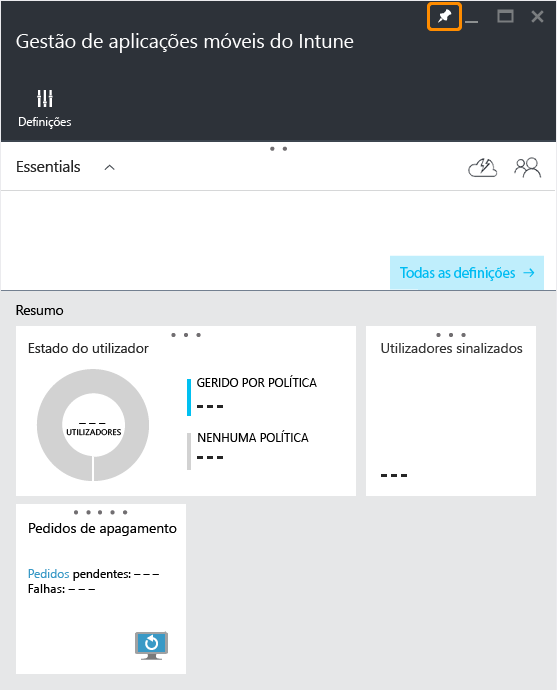 Gestão de aplicações móveis do Intune
Definições
Essentials
Todas as definições →
Resumo
Estado do utilizador
– – –
UTILIZADORES
GERIDO POR POLÍTICA
– – –
NENHUMA POLÍTICA
– – –
Utilizadores sinalizados
– – –
Pedidos de apagamento
Pedidos pendentes: – – –
Falhas: – – –